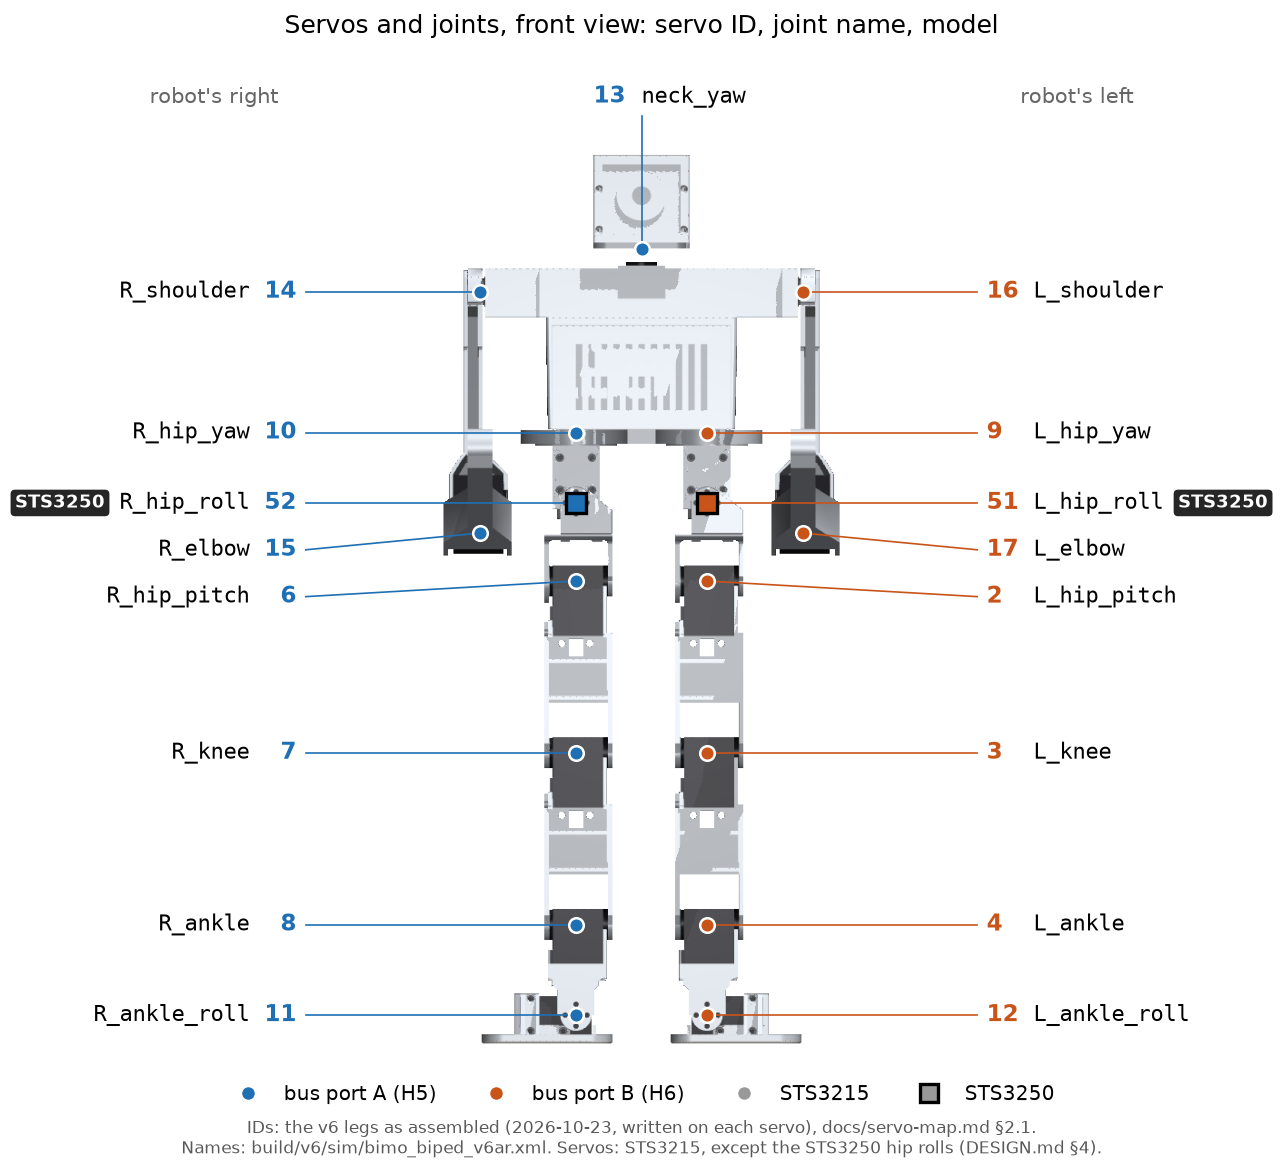 Servos and joints, front view: servo ID, joint name, model
robot's right
13 neck_yaw
robot's left
R_shoulder 14
16 L_shoulder
R_hip_yaw 10
9 L_hip_yaw
STS3250 R_hip_roll 52
51 L_hip_roll STS3250
R_elbow 15
17 L_elbow
R_hip_pitch 6
2 L_hip_pitch
R_knee 7
3 L_knee
R_ankle 8
4 L_ankle
R_ankle_roll 11
12 L_ankle_roll
bus port A (H5) bus port B (H6) STS3215 STS3250
IDs: the v6 legs as assembled (2026-10-23, written on each servo), docs/servo-map.md §2.1.
Names: build/v6/sim/bimo_biped_v6ar.xml. Servos: STS3215, except the STS3250 hip rolls (DESIGN.md §4).